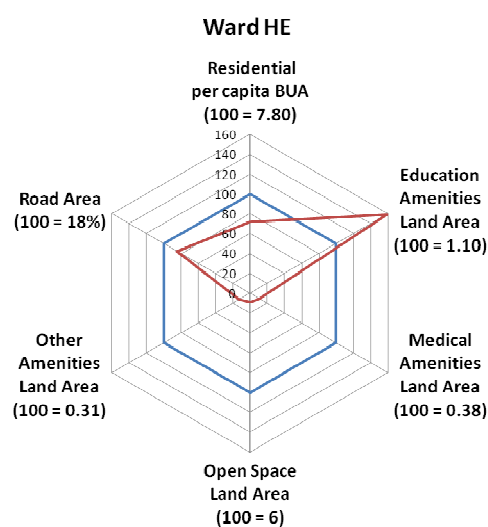 Ward HE
Residential
per capita BUA
(100 = 7.80)
160
140
120
100
80
60
40
20
0
Education
Amenities
Land Area
(100 = 1.10)
Medical
Amenities
Land Area
(100 = 0.38)
Open Space
Land Area
(100 = 6)
Other
Amenities
Land Area
(100 = 0.31)
Road Area
(100 = 18%)